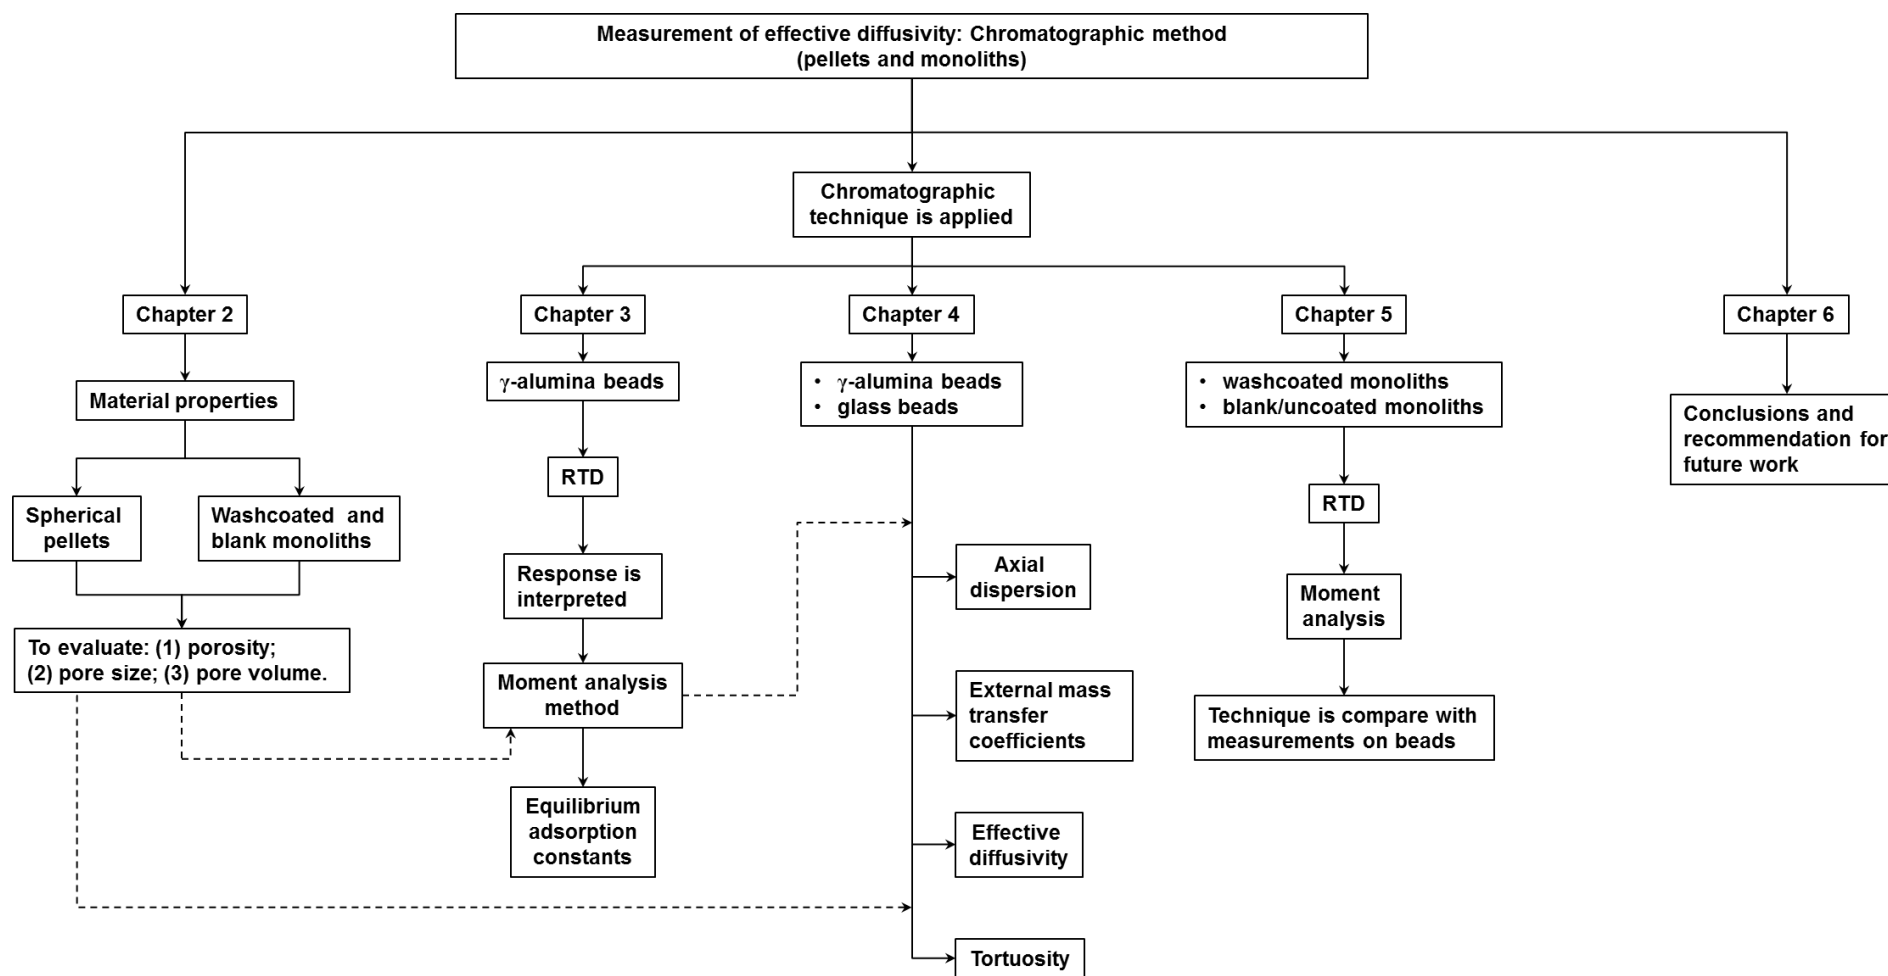 Measurement of effective diffusivity: Chromatographic method
(pellets and monoliths)
Chromatographic
technique is applied
Chapter 2
Chapter 3
Chapter 4
Chapter 5
Chapter 6
Material properties
Spherical
pellets
Washcoated and
blank monoliths
To evaluate: (1) porosity;
(2) pore size; (3) pore volume.
γ-alumina beads
RTD
Response is
interpreted
Moment analysis
method
Equilibrium
adsorption
constants
• γ-alumina beads
• glass beads
Axial
dispersion
External mass
transfer
coefficients
Effective
diffusivity
Tortuosity
• washcoated monoliths
• blank/uncoated monoliths
RTD
Moment
analysis
Technique is compare with
measurements on beads
Conclusions and
recommendation for
future work